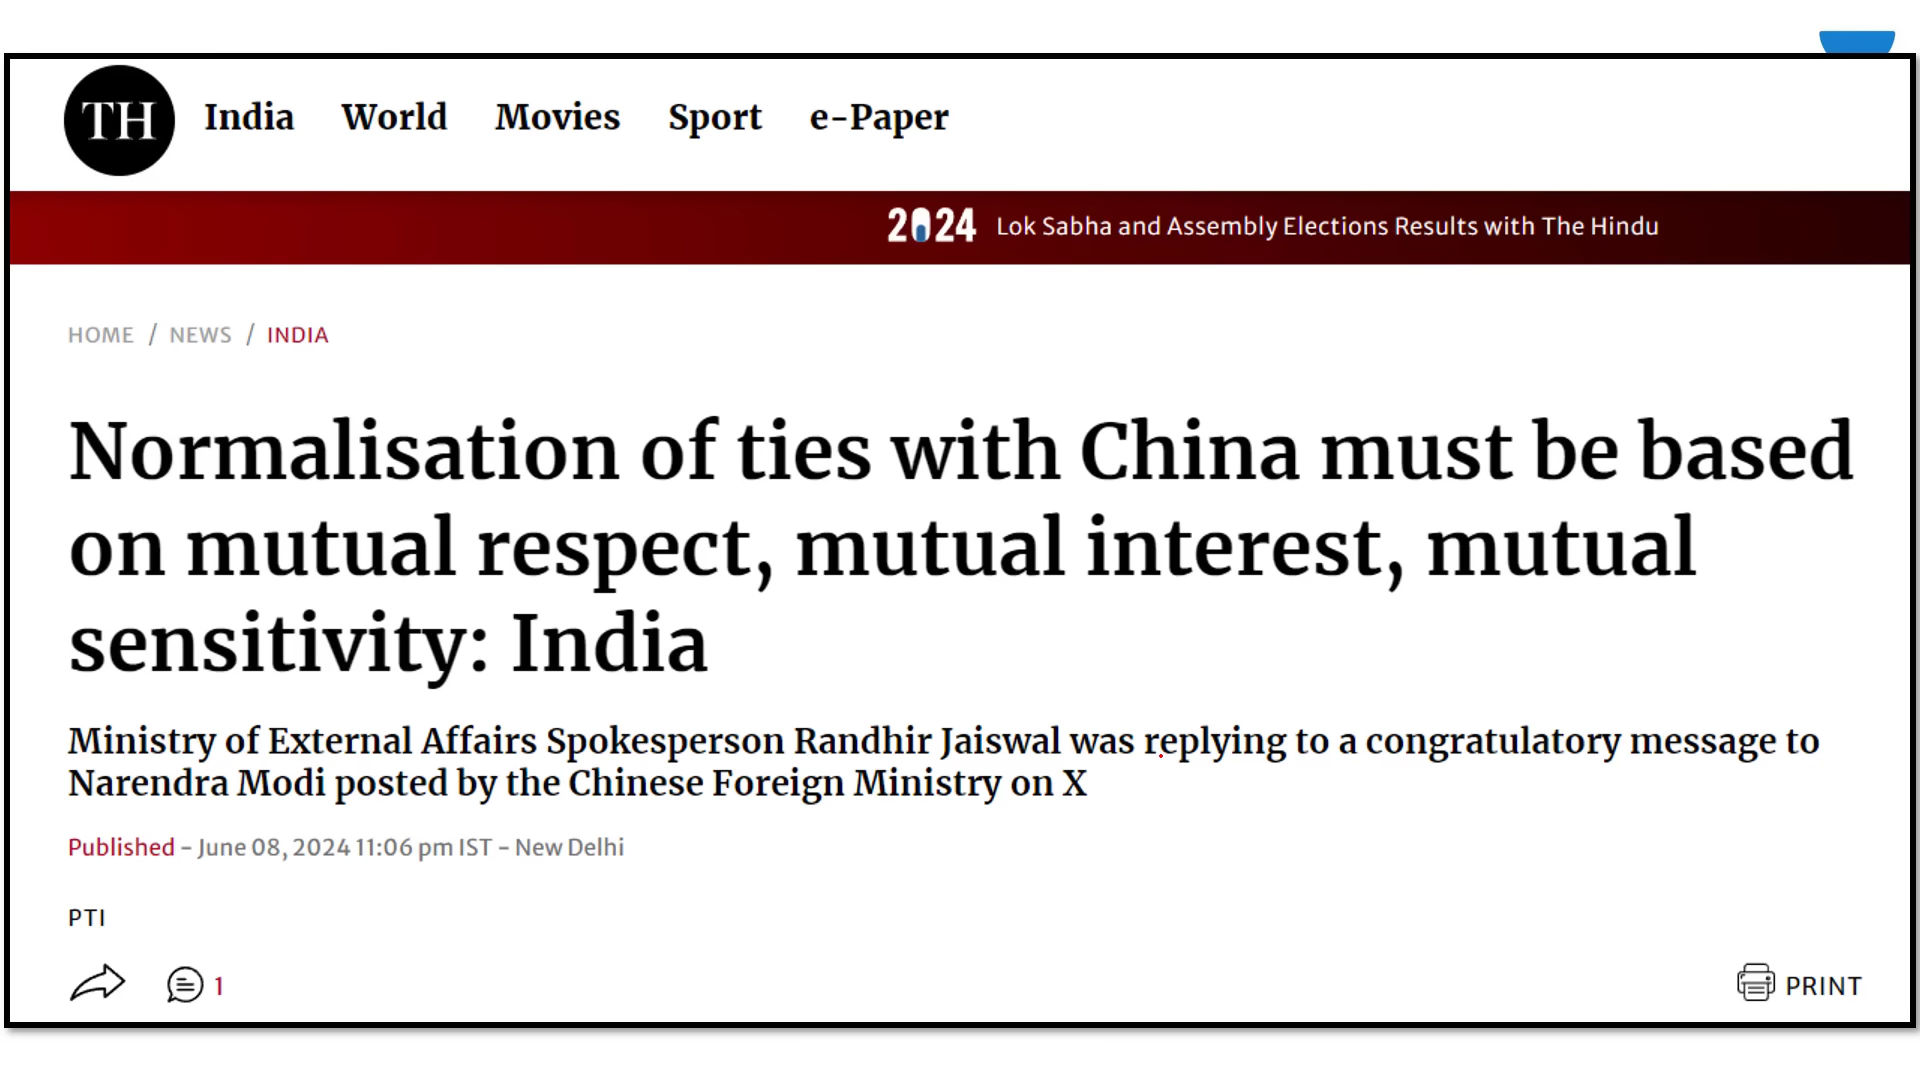 TH India World Movies Sport e-Paper
2024 Lok Sabha and Assembly Elections Results with The Hindu
HOME / NEWS / INDIA
Normalisation of ties with China must be based
on mutual respect, mutual interest, mutual
sensitivity: India
Ministry of External Affairs Spokesperson Randhir Jaiswal was replying to a congratulatory message to
Narendra Modi posted by the Chinese Foreign Ministry on X
Published - June 08, 2024 11:06 pm IST - New Delhi
PTI
1 PRINT